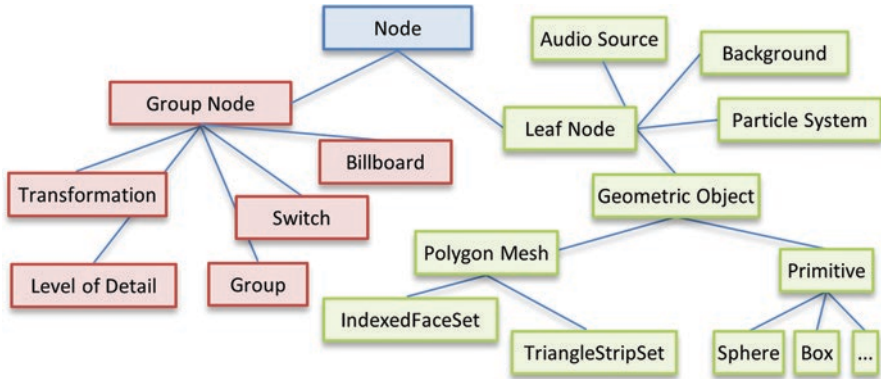 Node
Audio Source
Background
Group Node
Leaf Node
Particle System
Billboard
Transformation
Geometric Object
Switch
Polygon Mesh
Primitive
Level of Detail
Group
IndexedFaceSet
TriangleStripSet
Sphere
Box
...